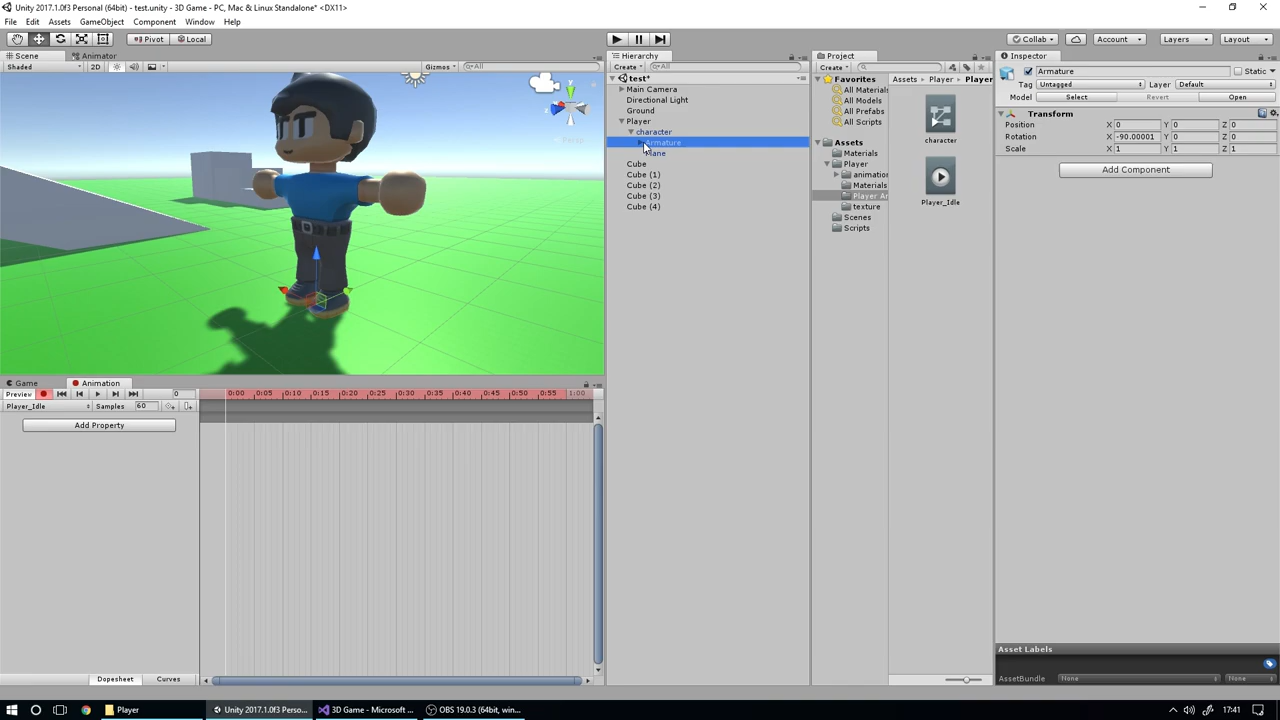 Unity 2017.1.0f3 Personal (64bit) - test.unity - 3D Game - PC, Mac & Linux Standalone* <DX11>
File Edit Assets GameObject Component Window Help
Pivot Local
Collab Account Layers Layout
Scene Animator
Shaded 2D Gizmos All
Hierarchy
Create All
test*
Main Camera
Directional Light
Ground
Player
character
Armature
lane
Cube
Cube (1)
Cube (2)
Cube (3)
Cube (4)
Project
Create
Favorites
All Materials
All Models
All Prefabs
All Scripts
Assets
Materials
Player
animation
Materials
Player Ar
texture
Scenes
Scripts
Assets Player Player
character
Player_Idle
Inspector
Armature Static
Tag Untagged Layer Default
Model Select Revert Open
Transform
Position X 0 Y 0 Z 0
Rotation X -90.00001 Y 0 Z 0
Scale X 1 Y 1 Z 1
Add Component
y
Persp
Game Animation
Preview 0 0:00 0:05 0:10 0:15 0:20 0:25 0:30 0:35 0:40 0:45 0:50 0:55 1:00
Player_Idle Samples 60
Add Property
Dopesheet Curves
Asset Labels
AssetBundle None None
Player Unity 2017.1.0f3 Perso... 3D Game - Microsoft ... OBS 19.0.3 (64bit, win... 17:41